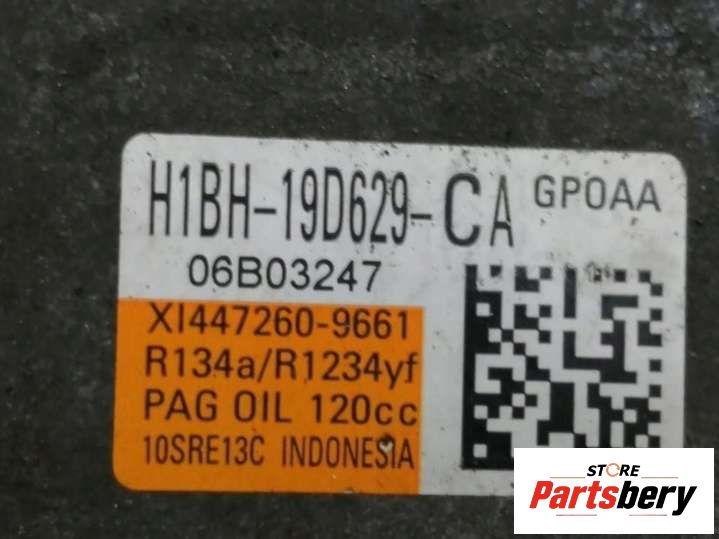 H1BH-19D629-CA GPOAA
06B03247
XI447260-9661
R134a/R1234yf
PAG OIL 120cc
10SRE13C INDONESIA
STORE
Partsbery